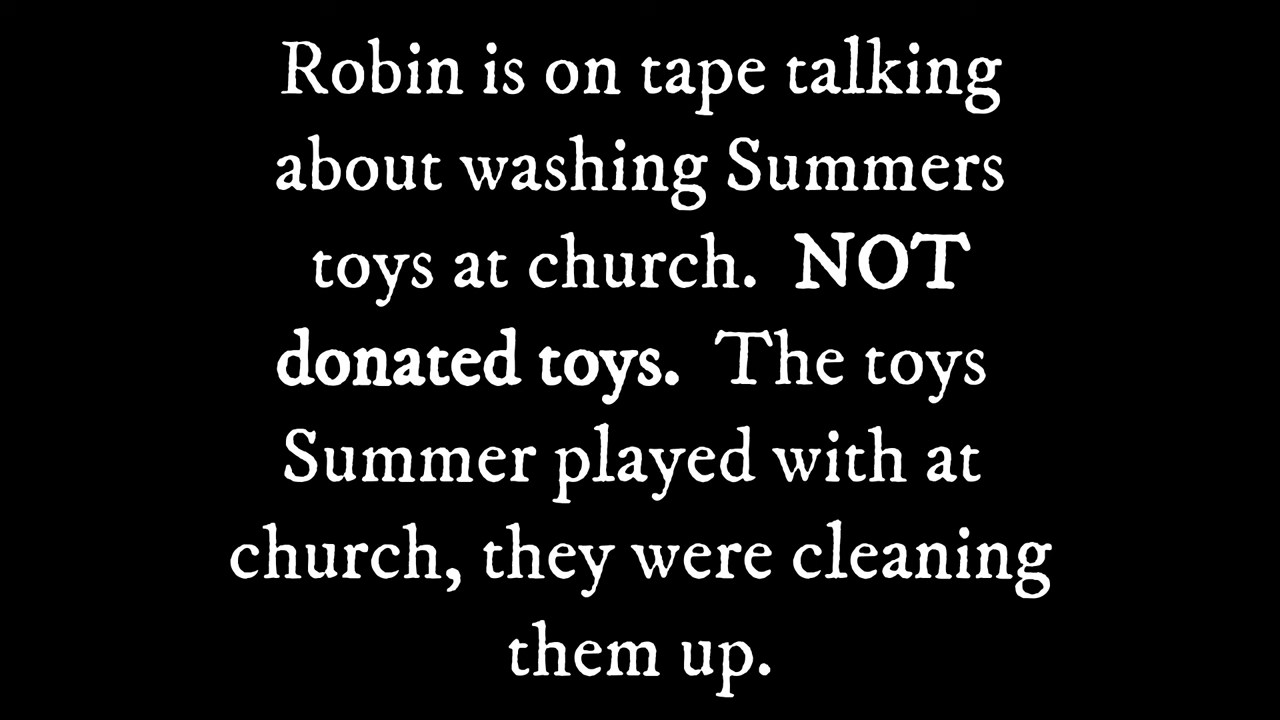 Robin is on tape talking
about washing Summers
toys at church.  NOT
donated toys.  The toys
Summer played with at
church, they were cleaning
them up.